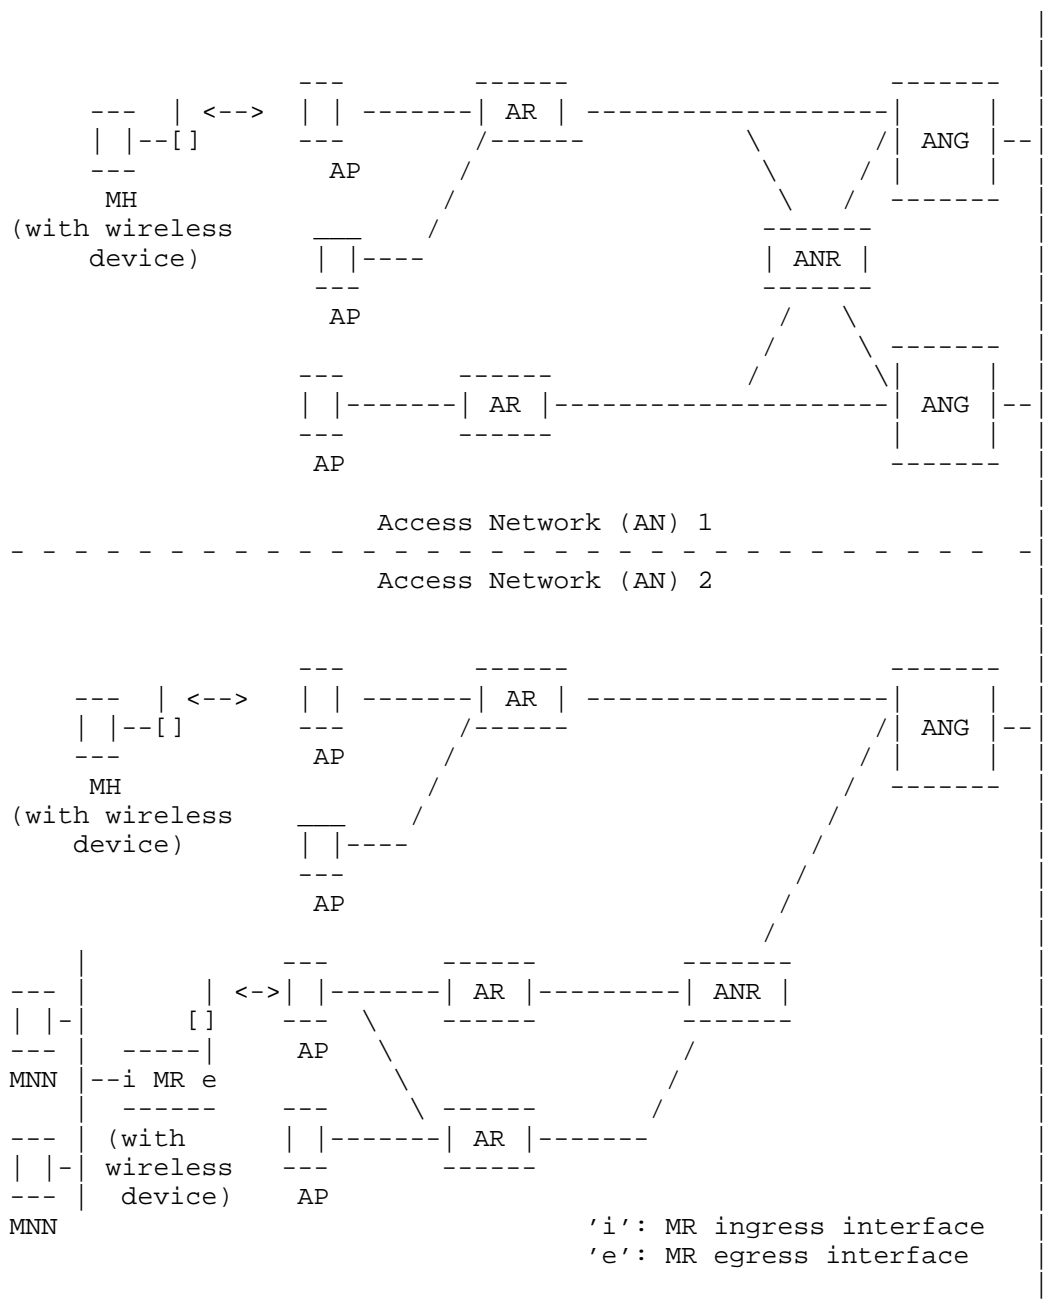 --- ------ -------
--- | <--> | | -------| AR | -------------------| |
| |--[] --- /------ \ /| ANG |--|
--- AP / \ / | |
MH / \ / -------
(with wireless ___ / -------
device) | |---- | ANR |
--- -------
AP / \
/ \ -------
--- ------ / \| |
| |-------| AR |---------------------| ANG |--|
--- ------ | |
AP -------
Access Network (AN) 1
- - - - - - - - - - - - - - - - - - - - - - - - - - - - - - - - -|
Access Network (AN) 2
--- ------ -------
--- | <--> | | -------| AR | -------------------| |
| |--[] --- /------ /| ANG |--|
--- AP / / | |
MH / / -------
(with wireless ___ / /
device) | |---- /
--- /
AP /
/
| --- ------ -------
--- | | <->| |-------| AR |---------| ANR |
| |-| [] --- \ ------ -------
--- | -----| AP \ /
MNN |--i MR e \ /
| ------ --- \ ------ /
--- | (with | |-------| AR |-------
| |-| wireless --- ------
--- | device) AP
MNN 'i': MR ingress interface
'e': MR egress interface